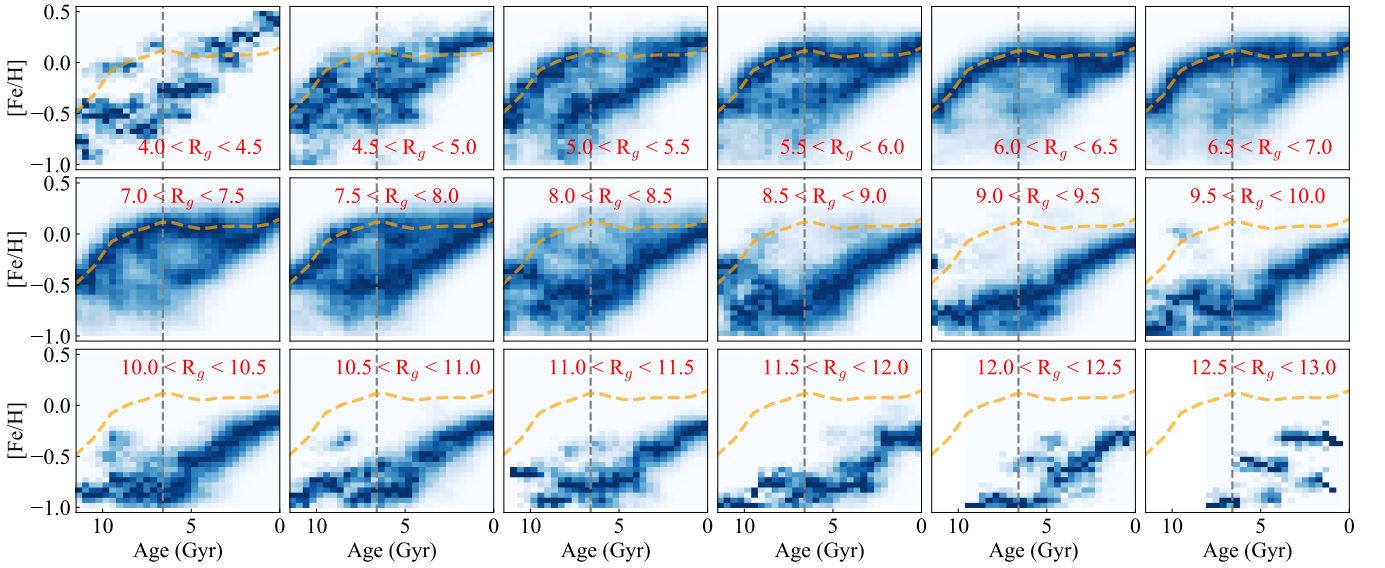 0.5
0.0
−0.5
−1.0
[Fe/H]
4.0 < R_g < 4.5
4.5 < R_g < 5.0
5.0 < R_g < 5.5
5.5 < R_g < 6.0
6.0 < R_g < 6.5
6.5 < R_g < 7.0
0.5
0.0
−0.5
−1.0
[Fe/H]
7.0 < R_g < 7.5
7.5 < R_g < 8.0
8.0 < R_g < 8.5
8.5 < R_g < 9.0
9.0 < R_g < 9.5
9.5 < R_g < 10.0
0.5
0.0
−0.5
−1.0
[Fe/H]
10.0 < R_g < 10.5
10.5 < R_g < 11.0
11.0 < R_g < 11.5
11.5 < R_g < 12.0
12.0 < R_g < 12.5
12.5 < R_g < 13.0
10 5 0
10 5 0
10 5 0
10 5 0
10 5 0
10 5 0
Age (Gyr)
Age (Gyr)
Age (Gyr)
Age (Gyr)
Age (Gyr)
Age (Gyr)